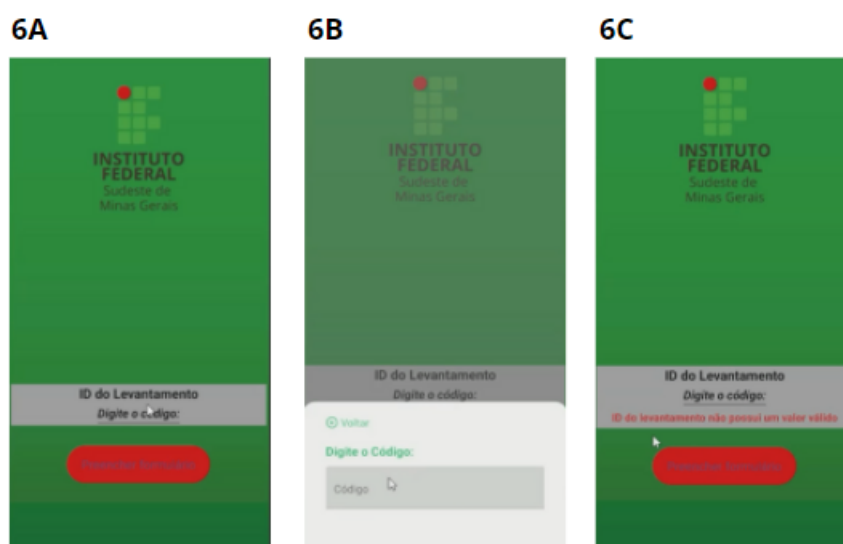 6A
INSTITUTO
FEDERAL
Sudeste de
Minas Gerais
ID do Levantamento
Digite o código:
6B
INSTITUTO
FEDERAL
Sudeste de
Minas Gerais
ID do Levantamento
Digite o código:
Voltar
Digite o Código:
Código
6C
INSTITUTO
FEDERAL
Sudeste de
Minas Gerais
ID do Levantamento
Digite o código:
ID do levantamento não possui um valor válido